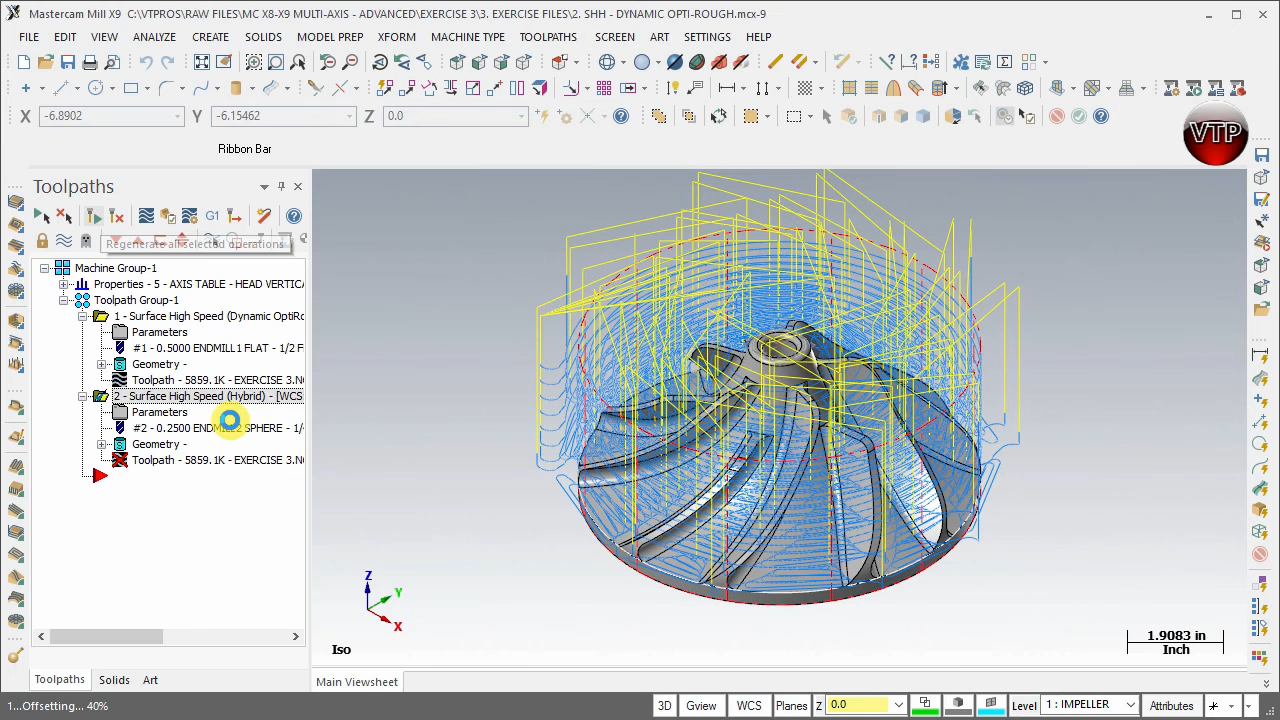 Mastercam Mill X9  C:\VTPROS\RAW FILES\MC X8-X9 MULTI-AXIS - ADVANCED\EXERCISE 3\3. EXERCISE FILES\2. SHH - DYNAMIC OPTI-ROUGH.mcx-9
FILE EDIT VIEW ANALYZE CREATE SOLIDS MODEL PREP XFORM MACHINE TYPE TOOLPATHS SCREEN ART SETTINGS HELP
X -6.8902 Y -6.15462 Z 0.0
Ribbon Bar
VTP
Toolpaths
G1
Regenerate all selected operations
Machine Group-1
Properties - 5 - AXIS TABLE - HEAD VERTICA
Toolpath Group-1
1 - Surface High Speed (Dynamic OptiRo
Parameters
#1 - 0.5000 ENDMILL1 FLAT - 1/2 F
Geometry -
Toolpath - 5859.1K - EXERCISE 3.NC
2 - Surface High Speed (Hybrid) - [WCS
Parameters
#2 - 0.2500 ENDMILL2 SPHERE - 1/
Geometry -
Toolpath - 5859.1K - EXERCISE 3.NC
Z
Y
X
Iso
1.9083 in
Inch
Toolpaths Solids Art
Main Viewsheet
1...Offsetting... 40%
3D Gview WCS Planes Z 0.0 Level 1 : IMPELLER Attributes